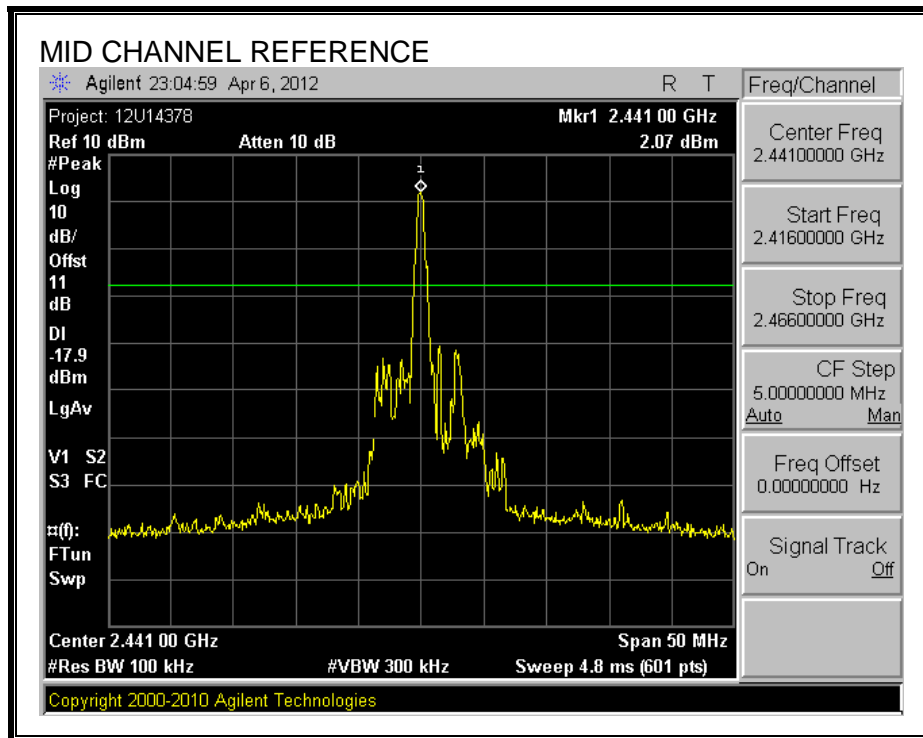 MID CHANNEL REFERENCE
Agilent 23:04:59 Apr 6, 2012 R T
Freq/Channel
Project: 12U14378 Mkr1 2.441 00 GHz
Ref 10 dBm Atten 10 dB 2.07 dBm
#Peak
Log
10
dB/
Offst
11
dB
DI
-17.9
dBm
LgAv
V1 S2
S3 FC
¤(f):
FTun
Swp
1
Center 2.441 00 GHz Span 50 MHz
#Res BW 100 kHz #VBW 300 kHz Sweep 4.8 ms (601 pts)
Center Freq
2.44100000 GHz
Start Freq
2.41600000 GHz
Stop Freq
2.46600000 GHz
CF Step
5.00000000 MHz
Auto Man
Freq Offset
0.00000000 Hz
Signal Track
On Off
Copyright 2000-2010 Agilent Technologies